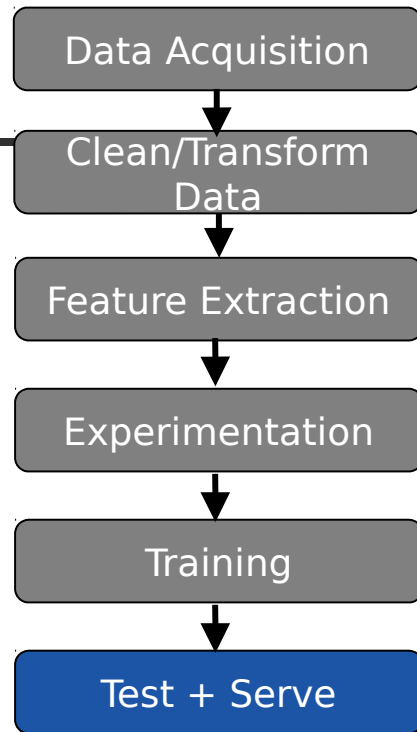 Data Acquisition
Clean/Transform
Data
Feature Extraction
Experimentation
Training
Test + Serve